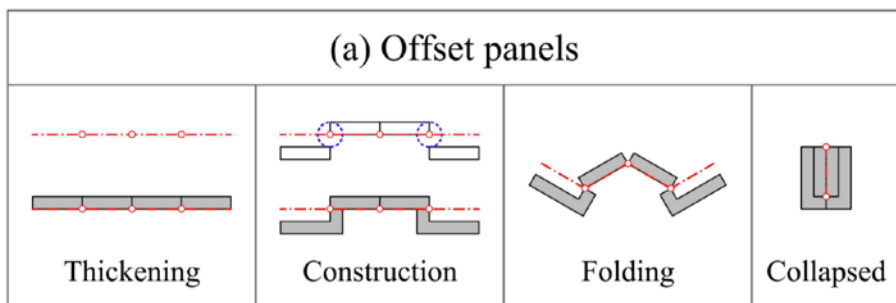 (a) Offset panels
Thickening
Construction
Folding
Collapsed